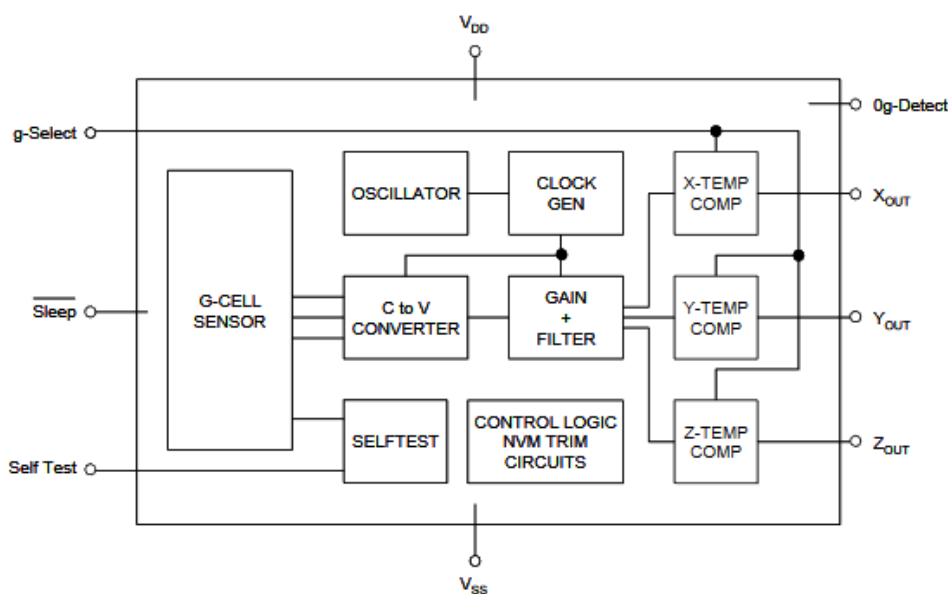 VDD
0g-Detect
g-Select
OSCILLATOR
CLOCK
GEN
X-TEMP
COMP
XOUT
G-CELL
SENSOR
Sleep
C to V
CONVERTER
GAIN
+
FILTER
Y-TEMP
COMP
YOUT
SELFTEST
CONTROL LOGIC
NVM TRIM
CIRCUITS
Z-TEMP
COMP
ZOUT
Self Test
VSS